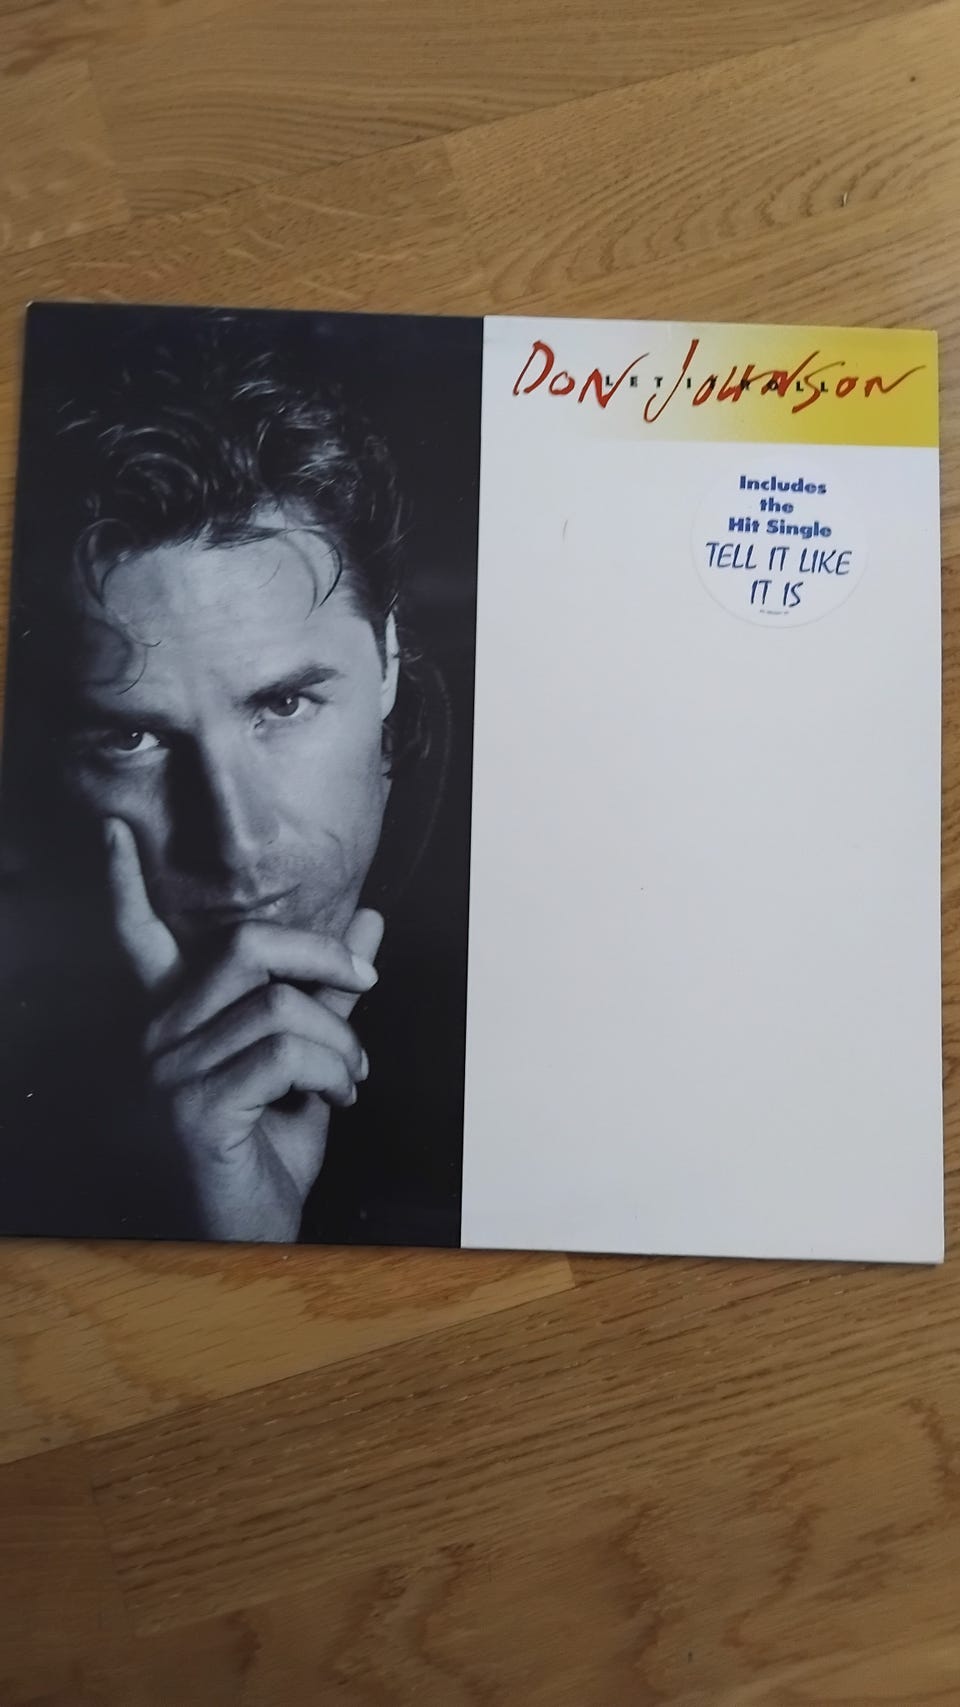 Don Johnson
LET IT ROLL
Includes
the
Hit Single
TELL IT LIKE
IT IS